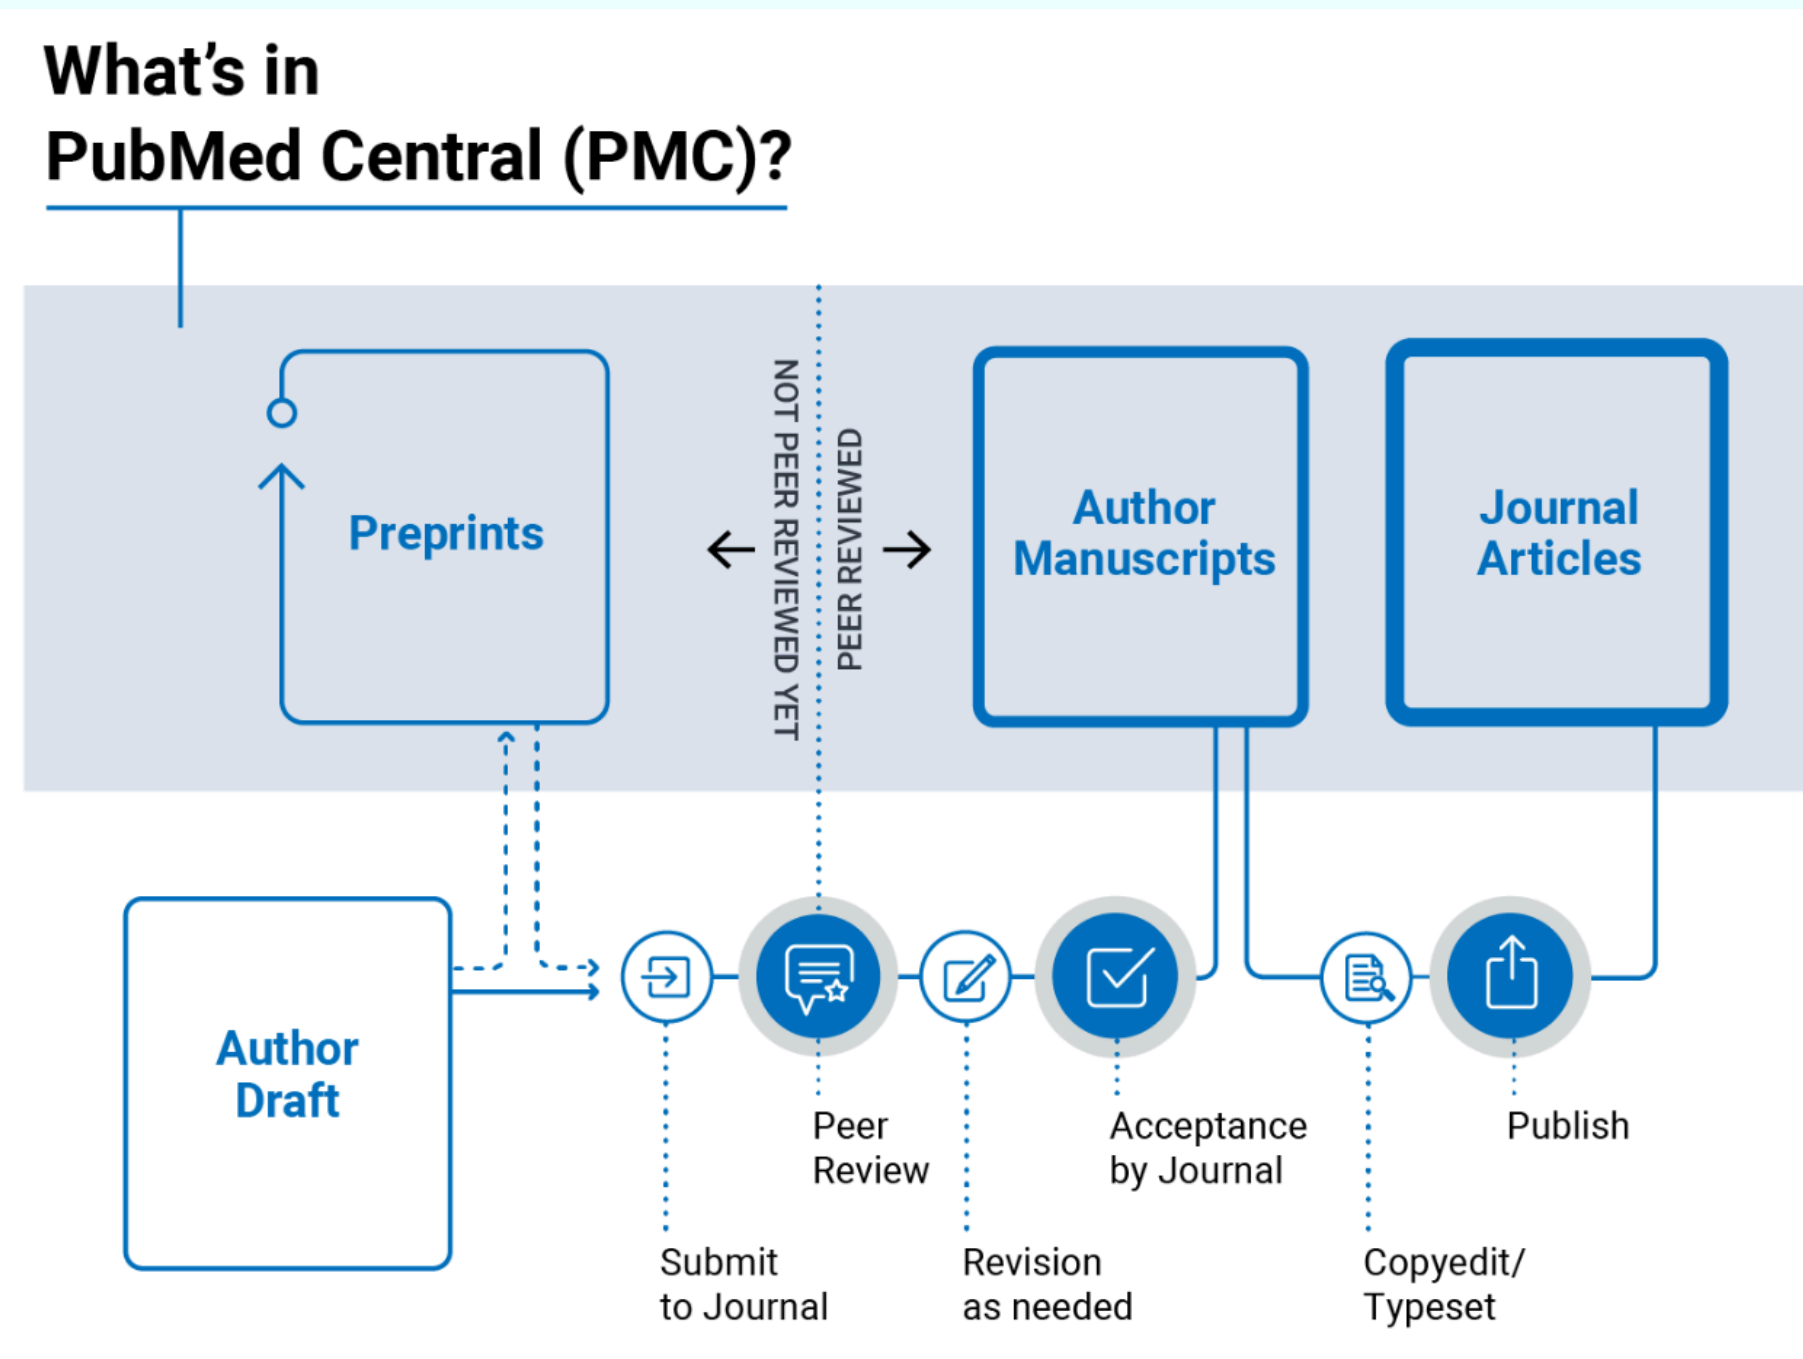 What’s in
PubMed Central (PMC)?
Preprints
NOT PEER REVIEWED YET
PEER REVIEWED
Author
Manuscripts
Journal
Articles
Author
Draft
Submit
to Journal
Peer
Review
Revision
as needed
Acceptance
by Journal
Copyedit/
Typeset
Publish